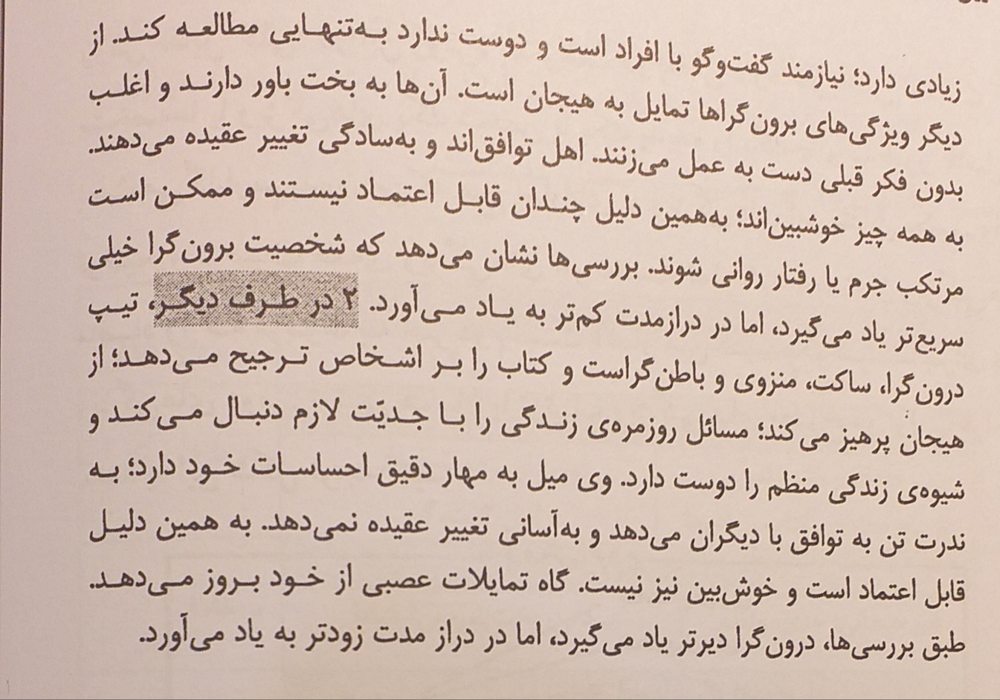 زیادی دارد؛ نیازمند گفت‌وگو با افراد است و دوست ندارد به‌تنهایی مطالعه کند. از
دیگر ویژگی‌های برون‌گراها تمایل به هیجان است. آن‌ها به بخت باور دارند و اغلب
بدون فکر قبلی دست به عمل می‌زنند. اهل توافق‌اند و به‌سادگی تغییر عقیده می‌دهند.
به همه چیز خوشبین‌اند؛ به‌همین دلیل چندان قابل اعتماد نیستند و ممکن است
مرتکب جرم یا رفتار روانی شوند. بررسی‌ها نشان می‌دهد که شخصیت برون‌گرا خیلی
سریع‌تر یاد می‌گیرد، اما در درازمدت کم‌تر به یاد می‌آورد. ۲ در طرف دیگر، تیپ
درون‌گرا، ساکت، منزوی و باطن‌گراست و کتاب را بر اشخاص ترجیح می‌دهد؛ از
هیجان پرهیز می‌کند؛ مسائل روزمره‌ی زندگی را با جدیّت لازم دنبال می‌کند و
شیوه‌ی زندگی منظم را دوست دارد. وی میل به مهار دقیق احساسات خود دارد؛ به
ندرت تن به توافق با دیگران می‌دهد و به‌آسانی تغییر عقیده نمی‌دهد. به همین دلیل
قابل اعتماد است و خوش‌بین نیز نیست. گاه تمایلات عصبی از خود بروز می‌دهد.
طبق بررسی‌ها، درون‌گرا دیرتر یاد می‌گیرد، اما در دراز مدت زودتر به یاد می‌آورد.